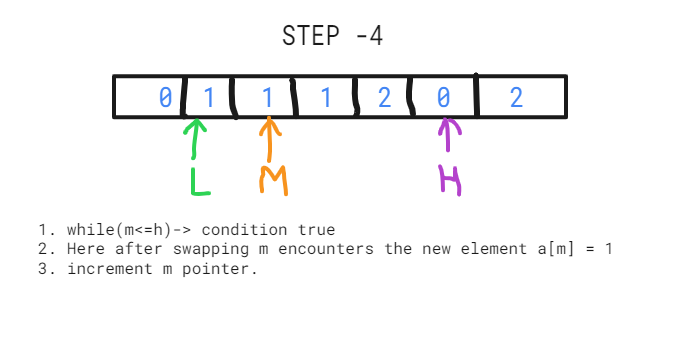 STEP -4
0 1 1 1 2 0 2
L M H
1. while(m<=h)-> condition true
2. Here after swapping m encounters the new element a[m] = 1
3. increment m pointer.